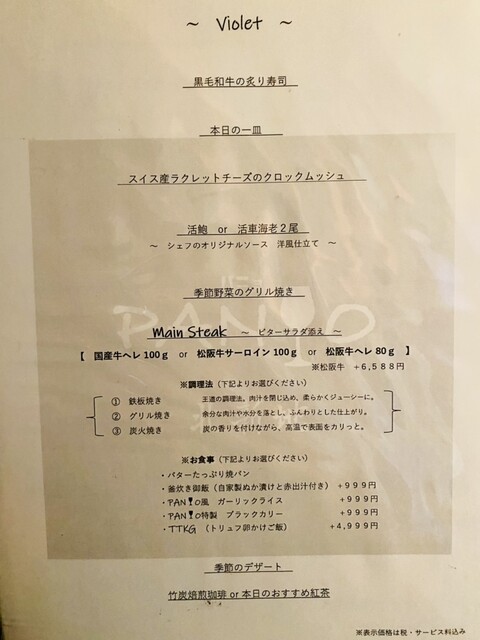 ～ Violet ～
黒毛和牛の炙り寿司
本日の一皿
スイス産ラクレットチーズのクロックムッシュ
活鮑 or 活車海老２尾
～ シェフのオリジナルソース 洋風仕立て ～
季節野菜のグリル焼き
Main Steak ～ ビターサラダ添え ～
【 国産牛ヘレ 100ｇ or 松阪牛サーロイン 100ｇ or 松阪牛ヘレ 80ｇ 】
※松阪牛 +6,588円
※調理法（下記よりお選びください）
① 鉄板焼き 王道の調理法、肉汁を閉じ込め、柔らかくジューシーに。
② グリル焼き 余分な肉汁や水分を落とし、ふんわりとした仕上がり。
③ 炭火焼き 炭の香りを付けながら、高温で表面をカリっと。
※お食事（下記よりお選びください）
・バターたっぷり焼パン
・釜炊き御飯（自家製ぬか漬けと赤出汁付き） +999円
・PANYO風 ガーリックライス +999円
・PANYO特製 ブラックカリー +999円
・TTKG （トリュフ卵かけご飯） +4,999円
季節のデザート
竹炭焙煎珈琲 or 本日のおすすめ紅茶
※表示価格は税・サービス料込み